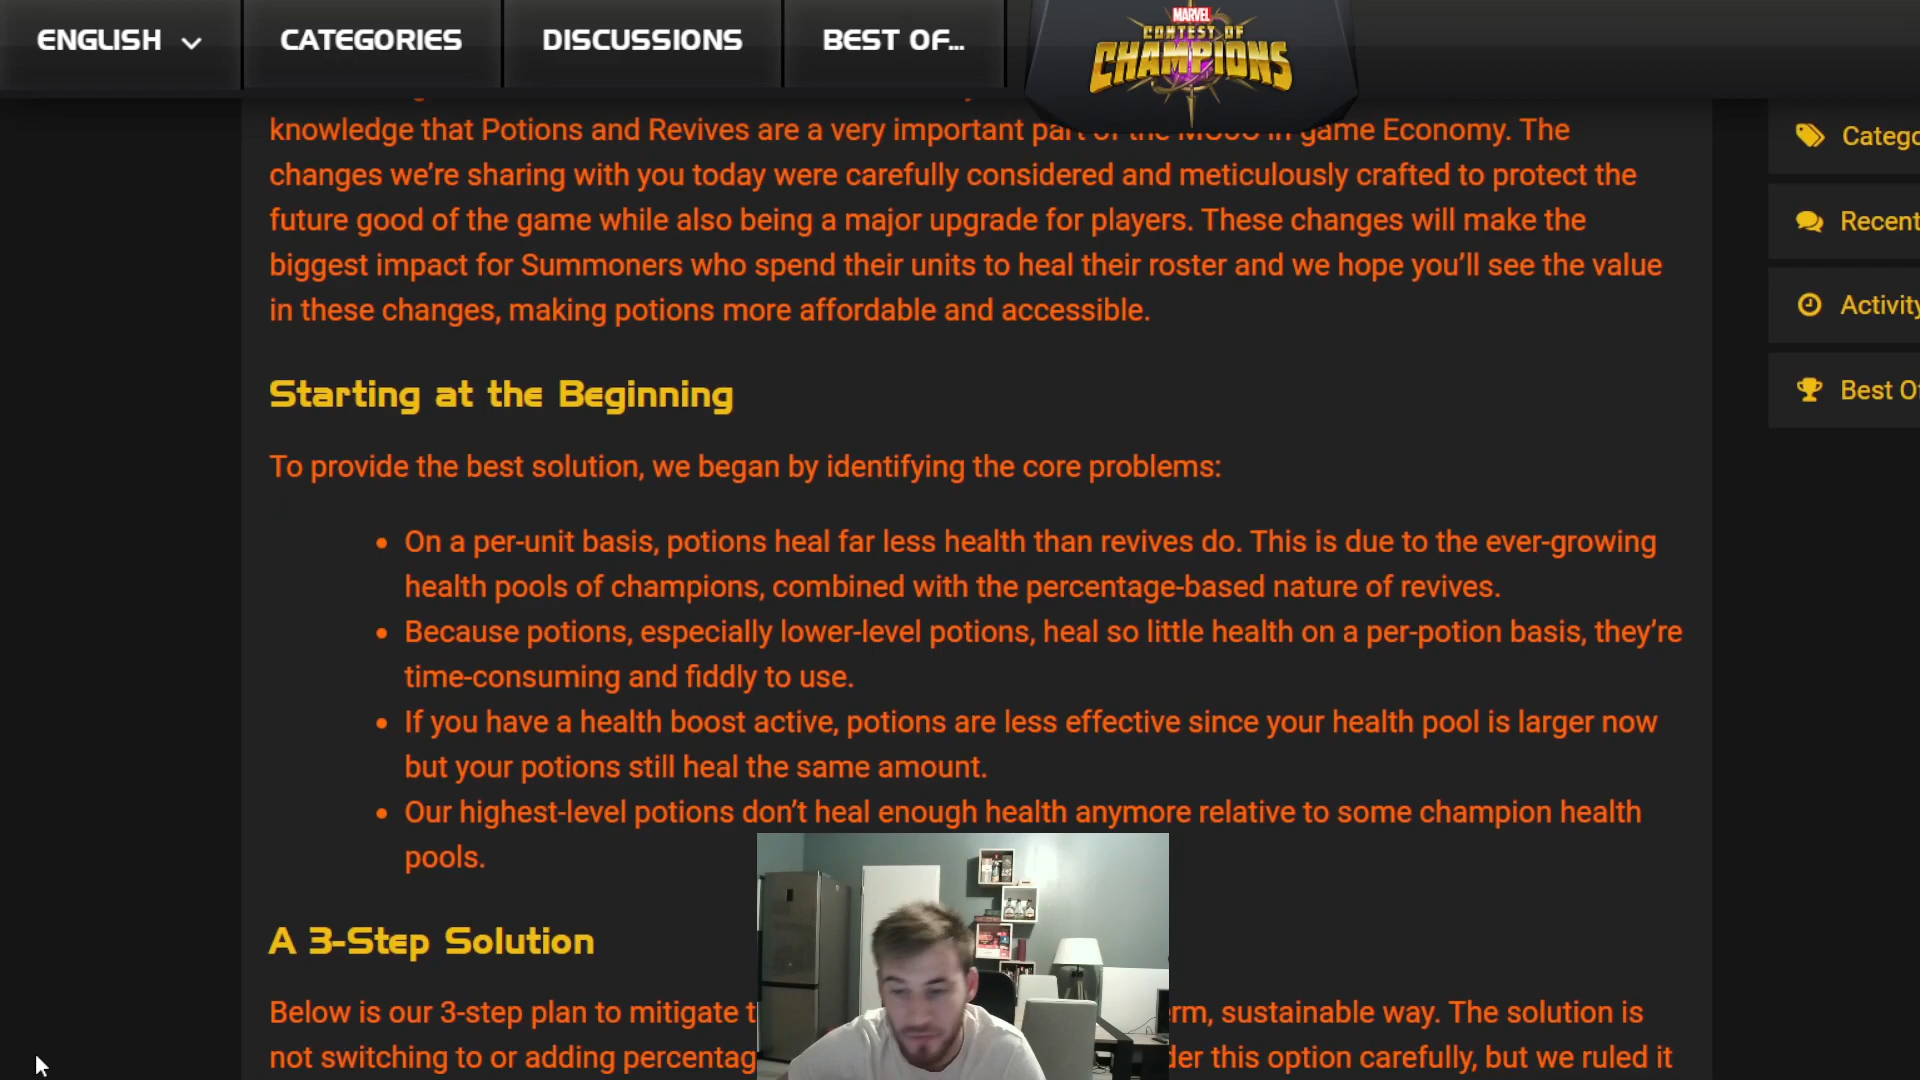 ENGLISH
CATEGORIES
DISCUSSIONS
BEST OF...
MARVEL
CONTEST OF
CHAMPIONS
knowledge that Potions and Revives are a very important part of the MCOC in game Economy. The
changes we’re sharing with you today were carefully considered and meticulously crafted to protect the
future good of the game while also being a major upgrade for players. These changes will make the
biggest impact for Summoners who spend their units to heal their roster and we hope you’ll see the value
in these changes, making potions more affordable and accessible.
Starting at the Beginning
To provide the best solution, we began by identifying the core problems:
• On a per-unit basis, potions heal far less health than revives do. This is due to the ever-growing
health pools of champions, combined with the percentage-based nature of revives.
• Because potions, especially lower-level potions, heal so little health on a per-potion basis, they’re
time-consuming and fiddly to use.
• If you have a health boost active, potions are less effective since your health pool is larger now
but your potions still heal the same amount.
• Our highest-level potions don’t heal enough health anymore relative to some champion health
pools.
A 3-Step Solution
Below is our 3-step plan to mitigate t rm, sustainable way. The solution is
not switching to or adding percentag der this option carefully, but we ruled it
Catego
Recent
Activity
Best Of